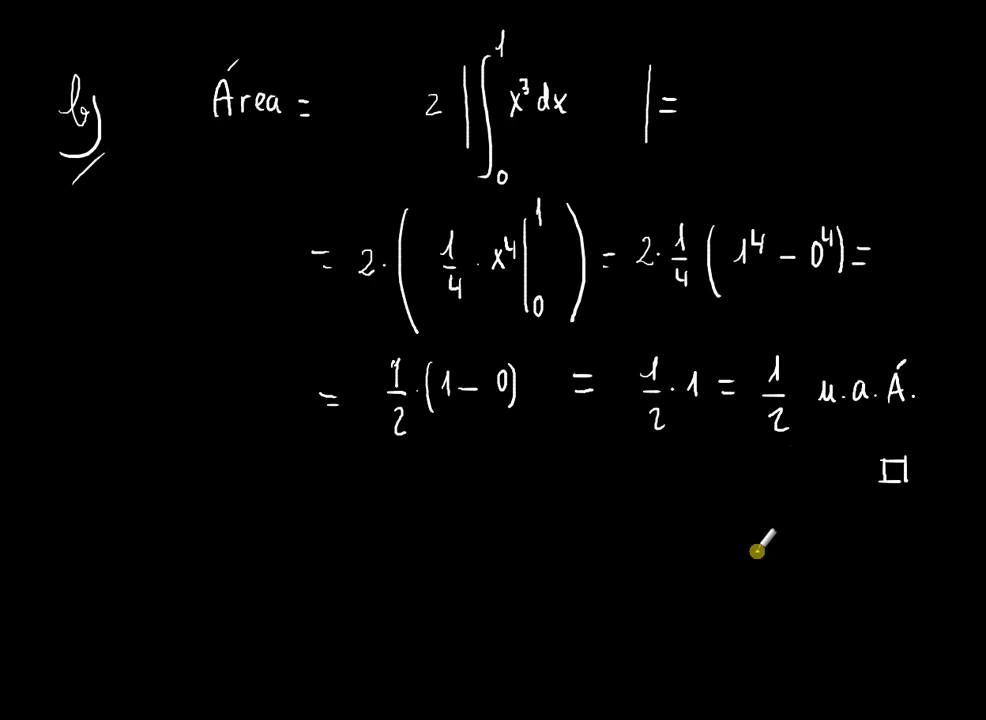 b) Área = 2 |∫₀¹ x³ dx | =
= 2 · ( 1/4 · x⁴ |₀¹ ) = 2 · 1/4 ( 1⁴ − 0⁴ ) =
= 1/2 · (1 − 0) = 1/2 · 1 = 1/2 u.a.Á.